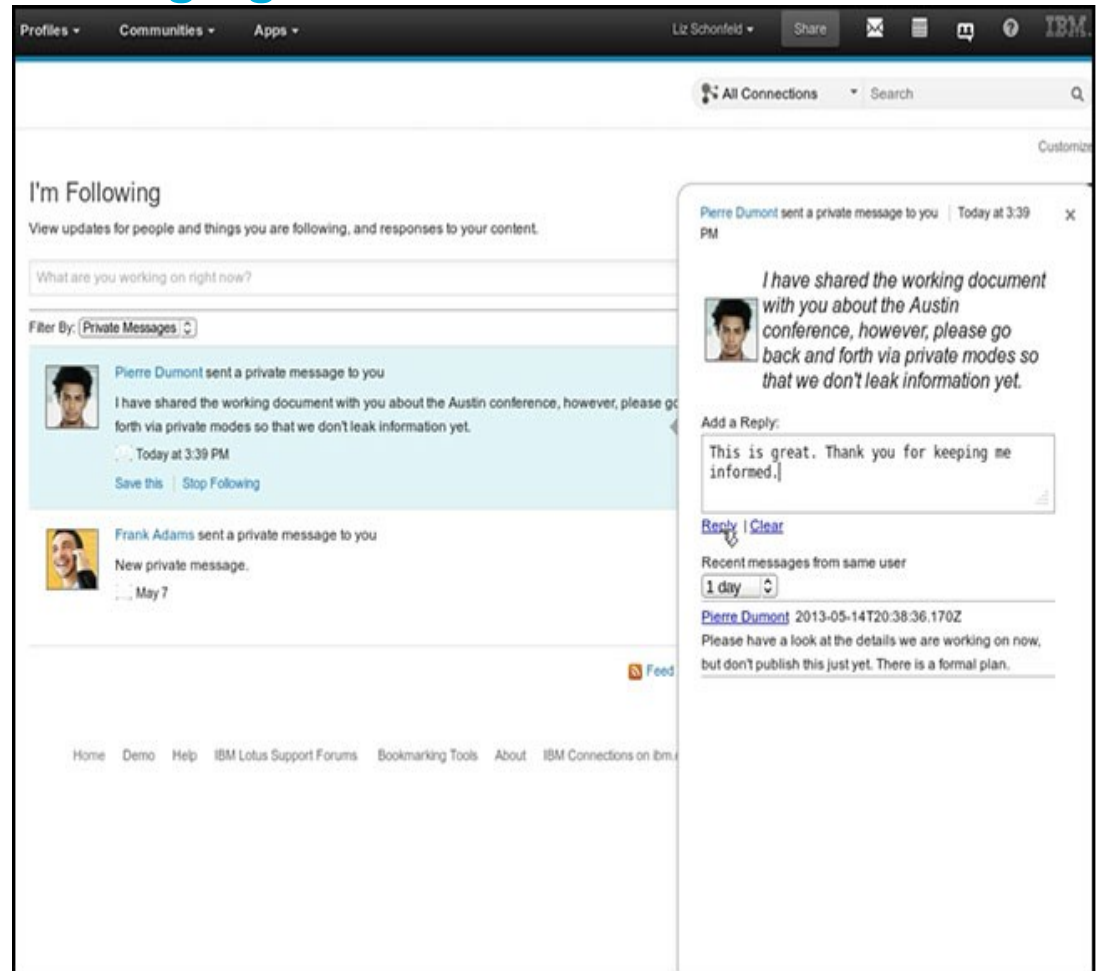 Profiles Communities Apps Liz Schonfeld Share IBM.
All Connections Search
Customize
I'm Following
View updates for people and things you are following, and responses to your content.
What are you working on right now?
Filter By: Private Messages
Pierre Dumont sent a private message to you
I have shared the working document with you about the Austin conference, however, please go
forth via private modes so that we don't leak information yet.
Today at 3:39 PM
Save this | Stop Following
Frank Adams sent a private message to you
New private message.
May 7
Feed
Home Demo Help IBM Lotus Support Forums Bookmarking Tools About IBM Connections on ibm.
Pierre Dumont sent a private message to you | Today at 3:39
PM
I have shared the working document
with you about the Austin
conference, however, please go
back and forth via private modes so
that we don't leak information yet.
Add a Reply:
This is great. Thank you for keeping me
informed.
Reply | Clear
Recent messages from same user
1 day
Pierre Dumont 2013-05-14T20:38:36.170Z
Please have a look at the details we are working on now,
but don't publish this just yet. There is a formal plan.